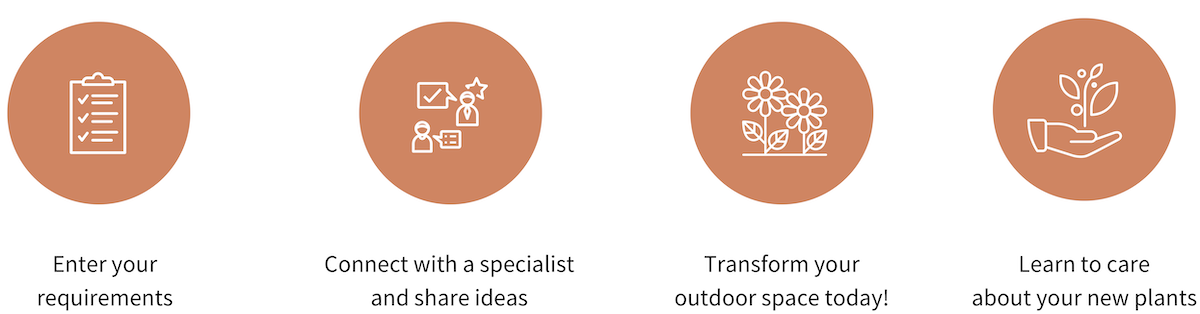 Enter your
requirements
Connect with a specialist
and share ideas
Transform your
outdoor space today!
Learn to care
about your new plants